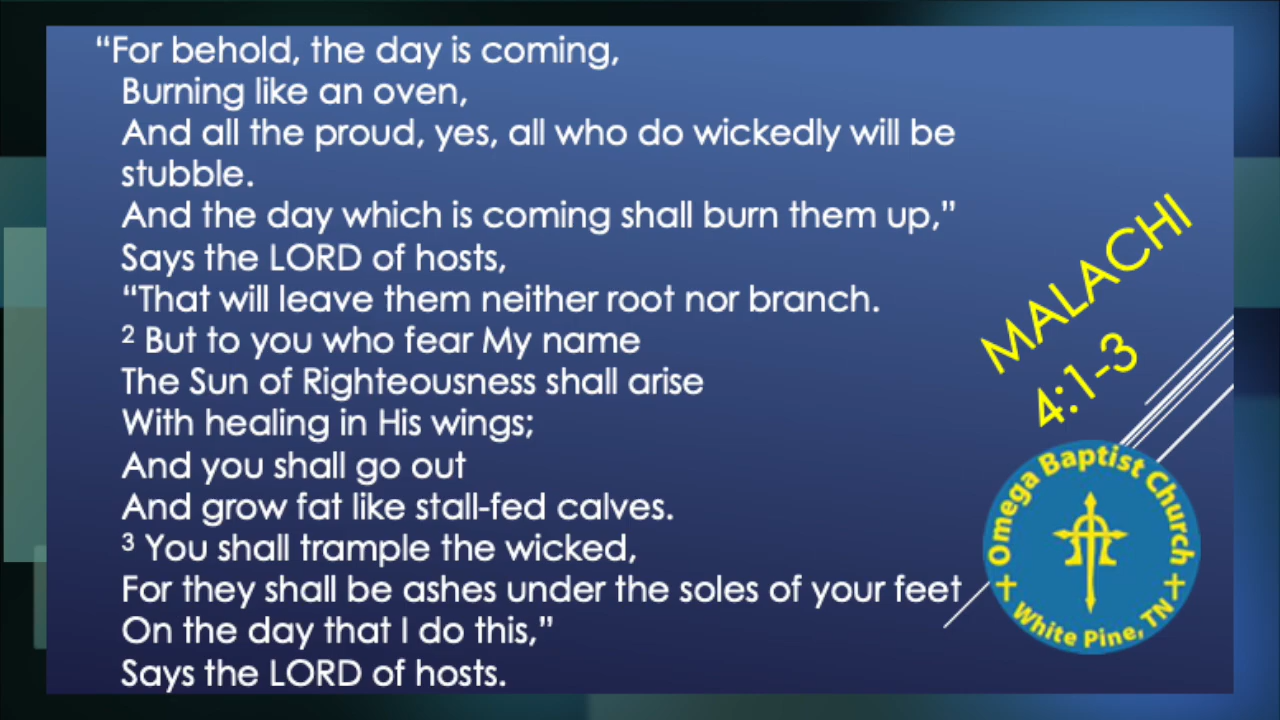 “For behold, the day is coming,
Burning like an oven,
And all the proud, yes, all who do wickedly will be
stubble.
And the day which is coming shall burn them up,”
Says the LORD of hosts,
“That will leave them neither root nor branch.
² But to you who fear My name
The Sun of Righteousness shall arise
With healing in His wings;
And you shall go out
And grow fat like stall-fed calves.
³ You shall trample the wicked,
For they shall be ashes under the soles of your feet
On the day that I do this,”
Says the LORD of hosts.
MALACHI
4:1-3
Omega Baptist Church
White Pine, TN